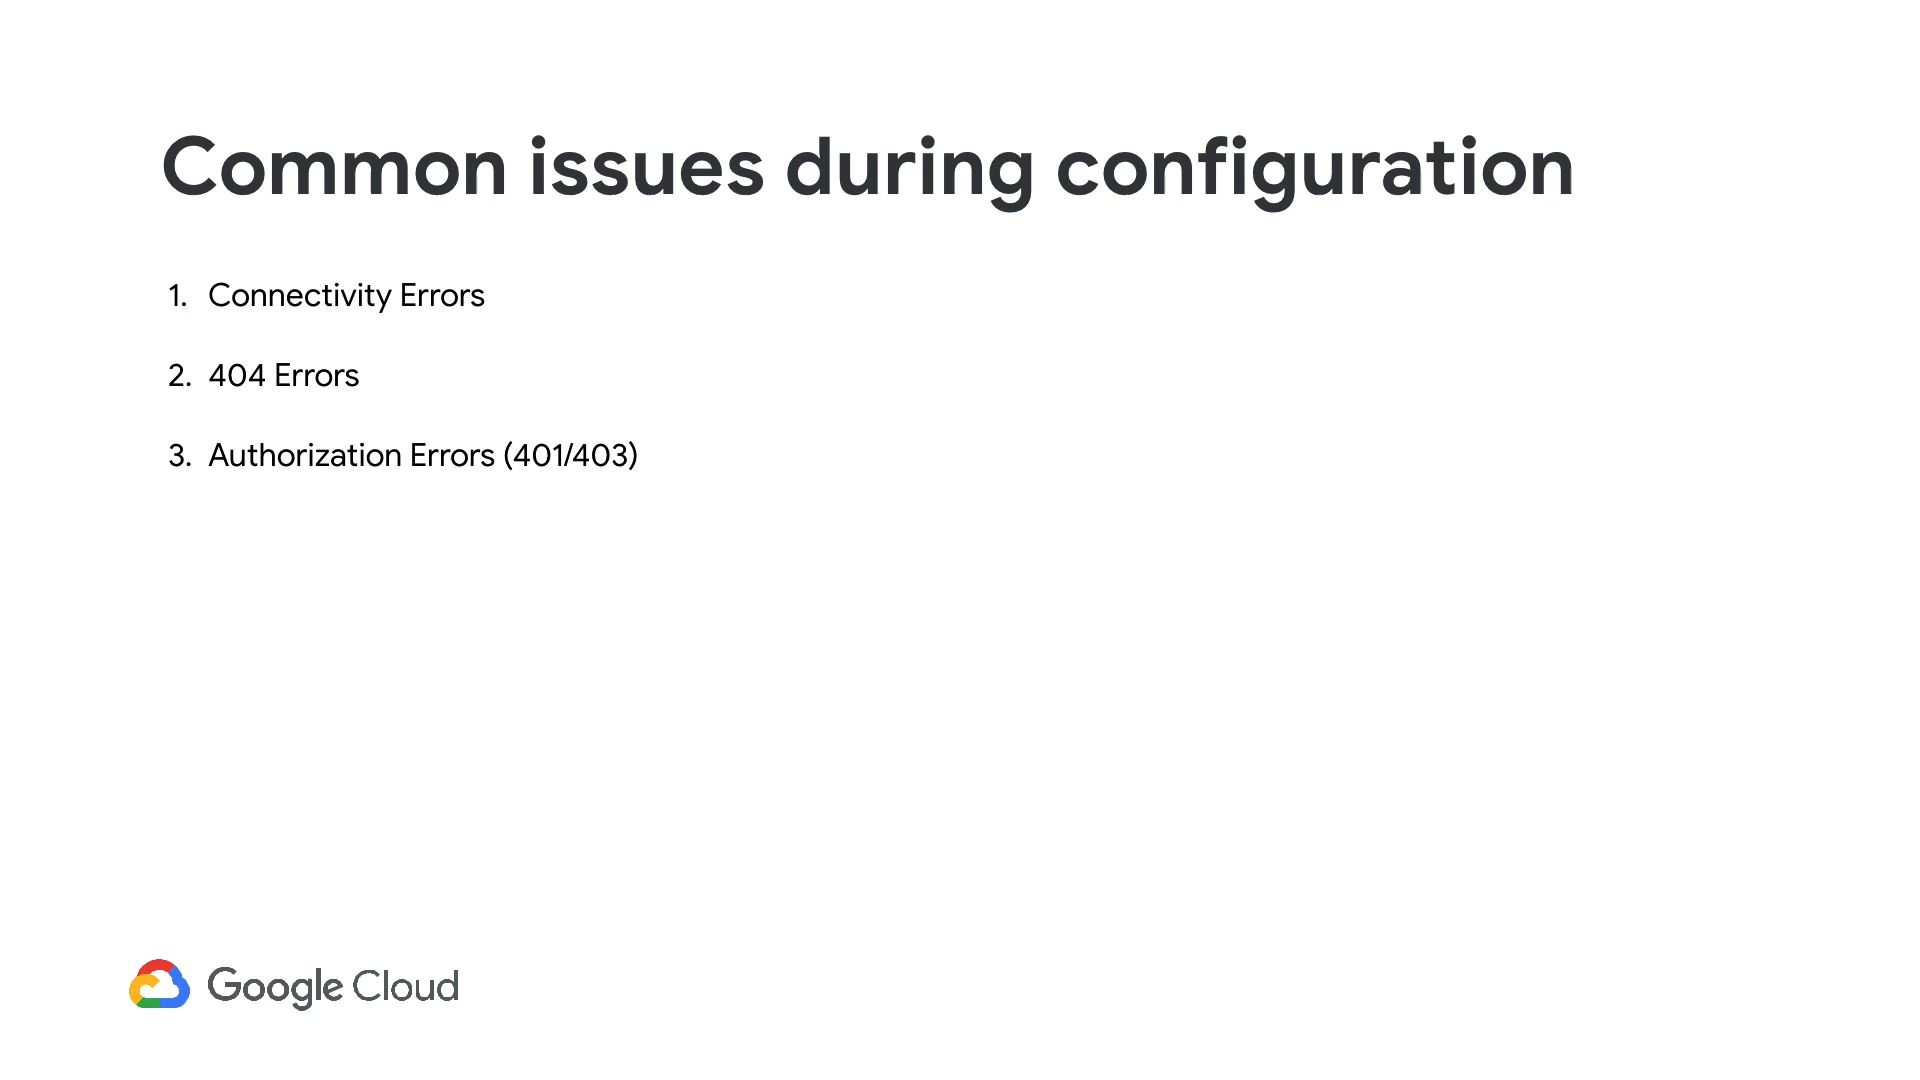 Common issues during configuration
1. Connectivity Errors
2. 404 Errors
3. Authorization Errors (401/403)
Google Cloud